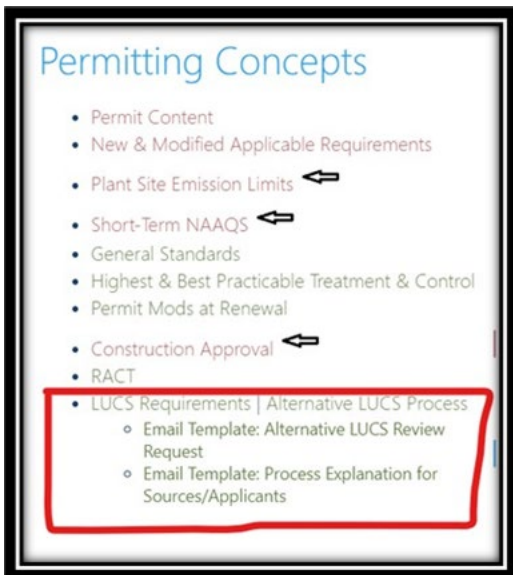 Permitting Concepts
Permit Content
New & Modified Applicable Requirements
Plant Site Emission Limits
Short-Term NAAQS
General Standards
Highest & Best Practicable Treatment & Control
Permit Mods at Renewal
Construction Approval
RACT
LUCS Requirements | Alternative LUCS Process
Email Template: Alternative LUCS Review
Request
Email Template: Process Explanation for
Sources/Applicants